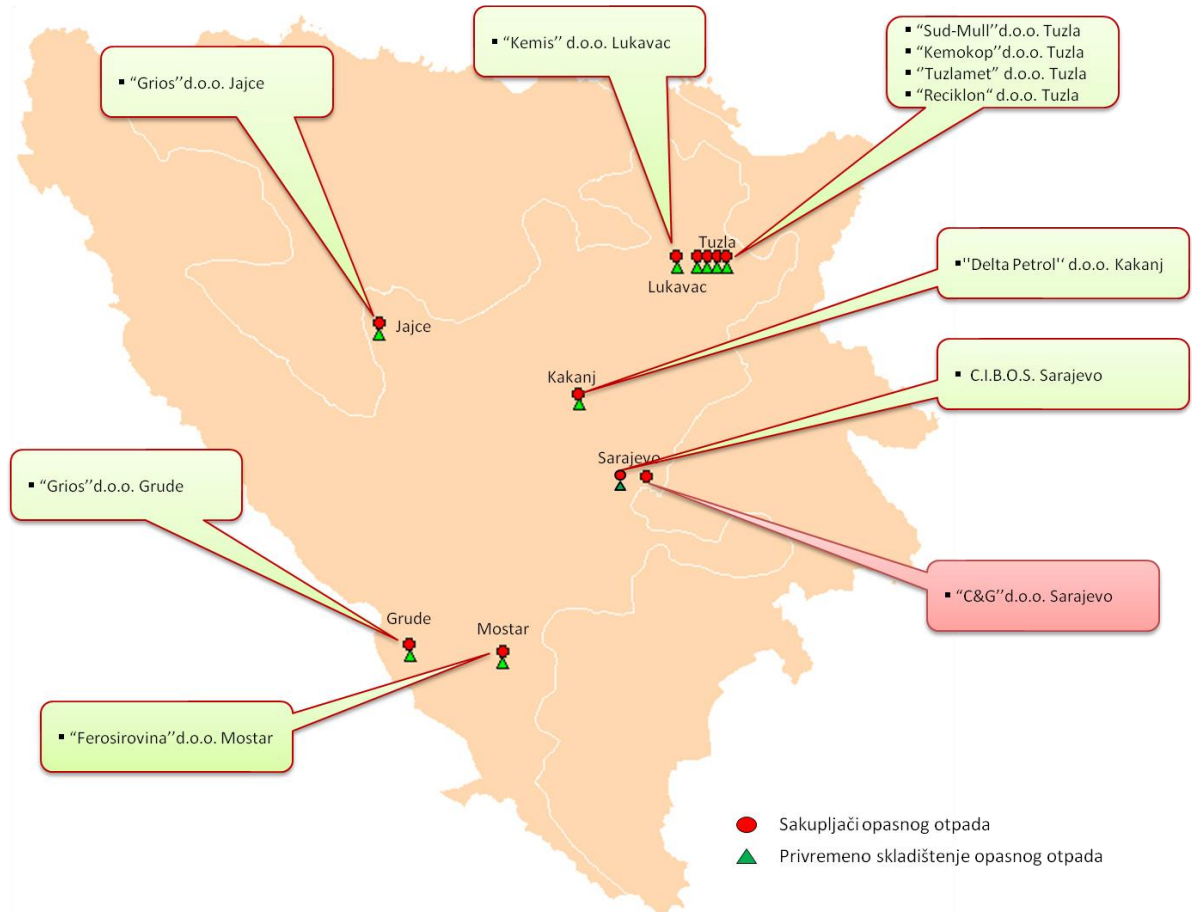 ▪ “Kemis” d.o.o. Lukavac
▪ “Sud-Mull”d.o.o. Tuzla
▪ “Kemokop”d.o.o. Tuzla
▪ “Tuzlamet” d.o.o. Tuzla
▪ “Reciklon“ d.o.o. Tuzla
▪ “Grios”d.o.o. Jajce
Tuzla
Lukavac
▪"Delta Petrol" d.o.o. Kakanj
Jajce
Kakanj
▪ C.I.B.O.S. Sarajevo
Sarajevo
▪ “Grios”d.o.o. Grude
▪ “C&G”d.o.o. Sarajevo
Grude
Mostar
▪ “Ferosirovina”d.o.o. Mostar
Sakupljači opasnog otpada
Privremeno skladištenje opasnog otpada